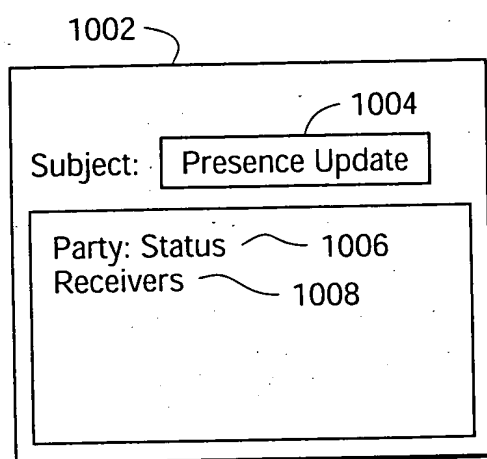 1002
1004
Subject: Presence Update
Party: Status 1006
Receivers 1008